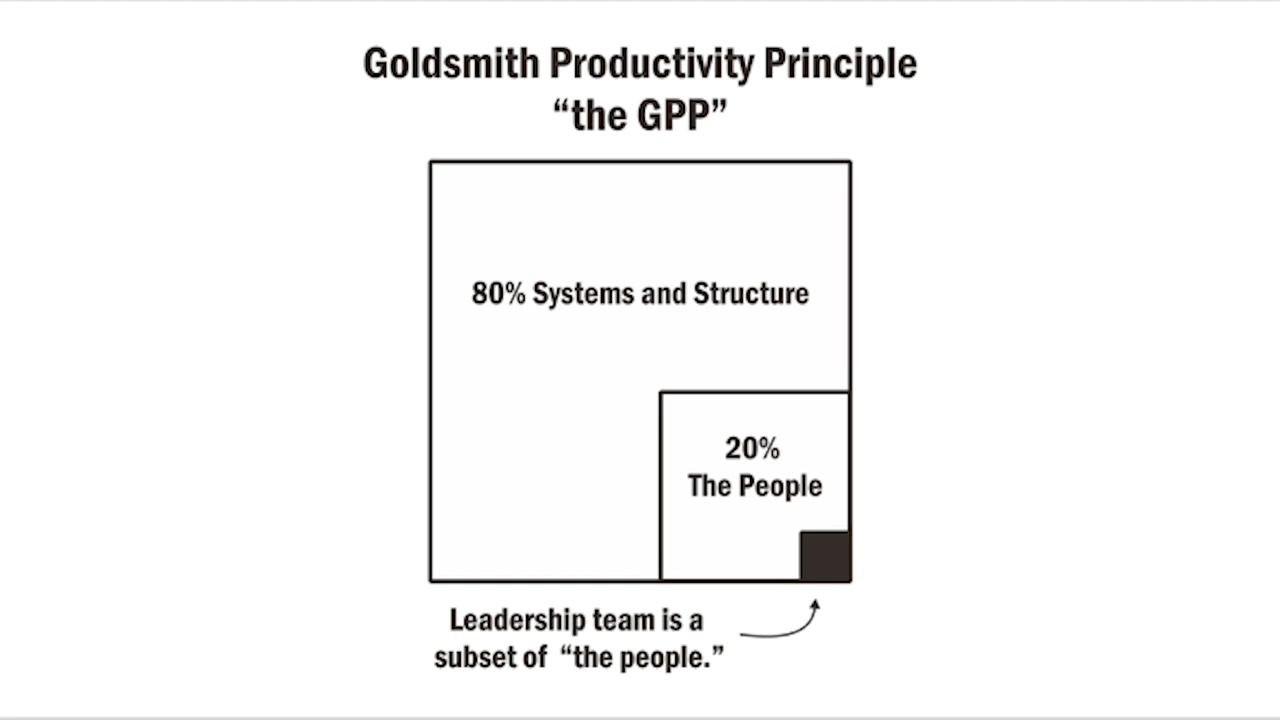 Goldsmith Productivity Principle
“the GPP”
80% Systems and Structure
20%
The People
Leadership team is a
subset of “the people.”